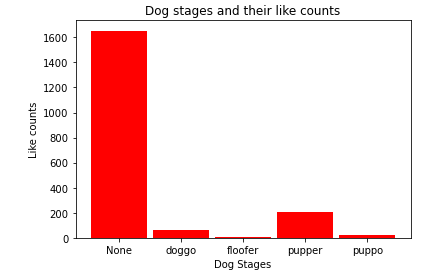 Dog stages and their like counts
Like counts
1600
1400
1200
1000
800
600
400
200
0
None doggo floofer pupper puppo
Dog Stages